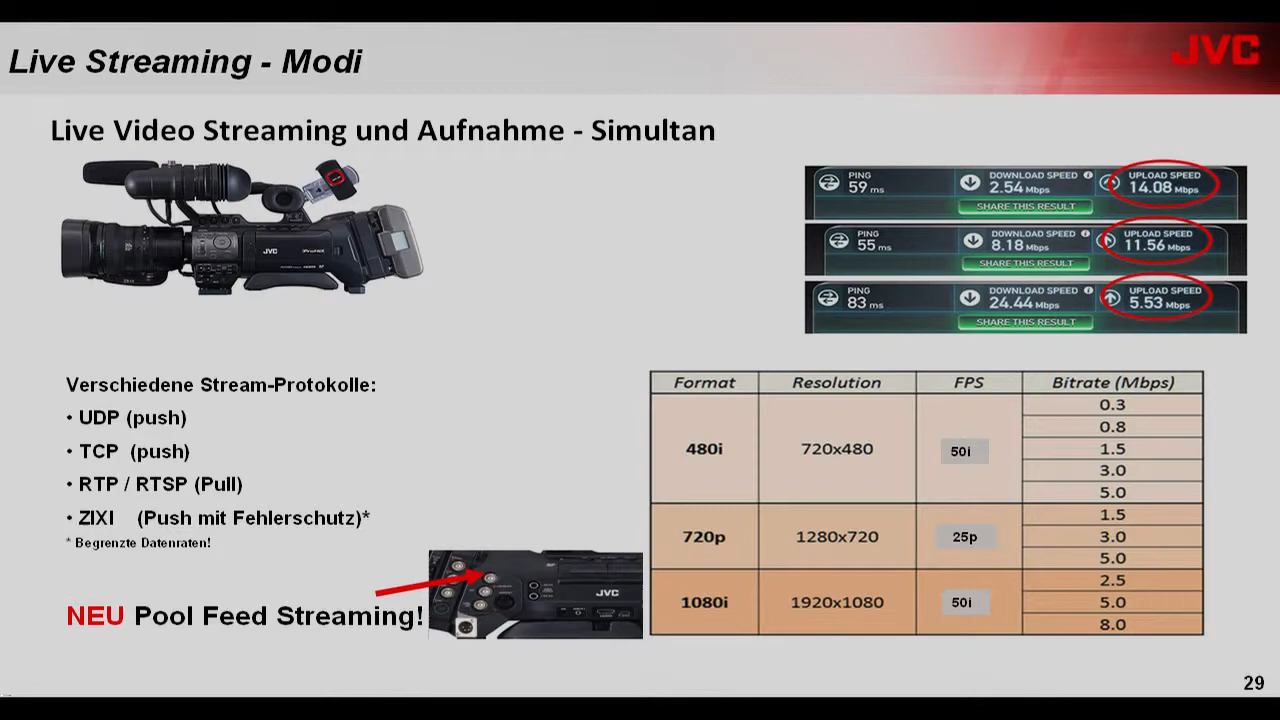 Live Streaming - Modi
JVC
Live Video Streaming und Aufnahme - Simultan
JVC
PING
59 ms
DOWNLOAD SPEED
2.54 Mbps
UPLOAD SPEED
14.08 Mbps
SHARE THIS RESULT
PING
55 ms
DOWNLOAD SPEED
8.18 Mbps
UPLOAD SPEED
11.56 Mbps
SHARE THIS RESULT
PING
83 ms
DOWNLOAD SPEED
24.44 Mbps
UPLOAD SPEED
5.53 Mbps
SHARE THIS RESULT
Verschiedene Stream-Protokolle:
• UDP (push)
• TCP (push)
• RTP / RTSP (Pull)
• ZIXI (Push mit Fehlerschutz)*
* Begrenzte Datenraten!
NEU Pool Feed Streaming!
JVC
Format Resolution FPS Bitrate (Mbps)
480i 720x480 50i
0.3
0.8
1.5
3.0
5.0
720p 1280x720 25p
1.5
3.0
5.0
1080i 1920x1080 50i
2.5
5.0
8.0
29